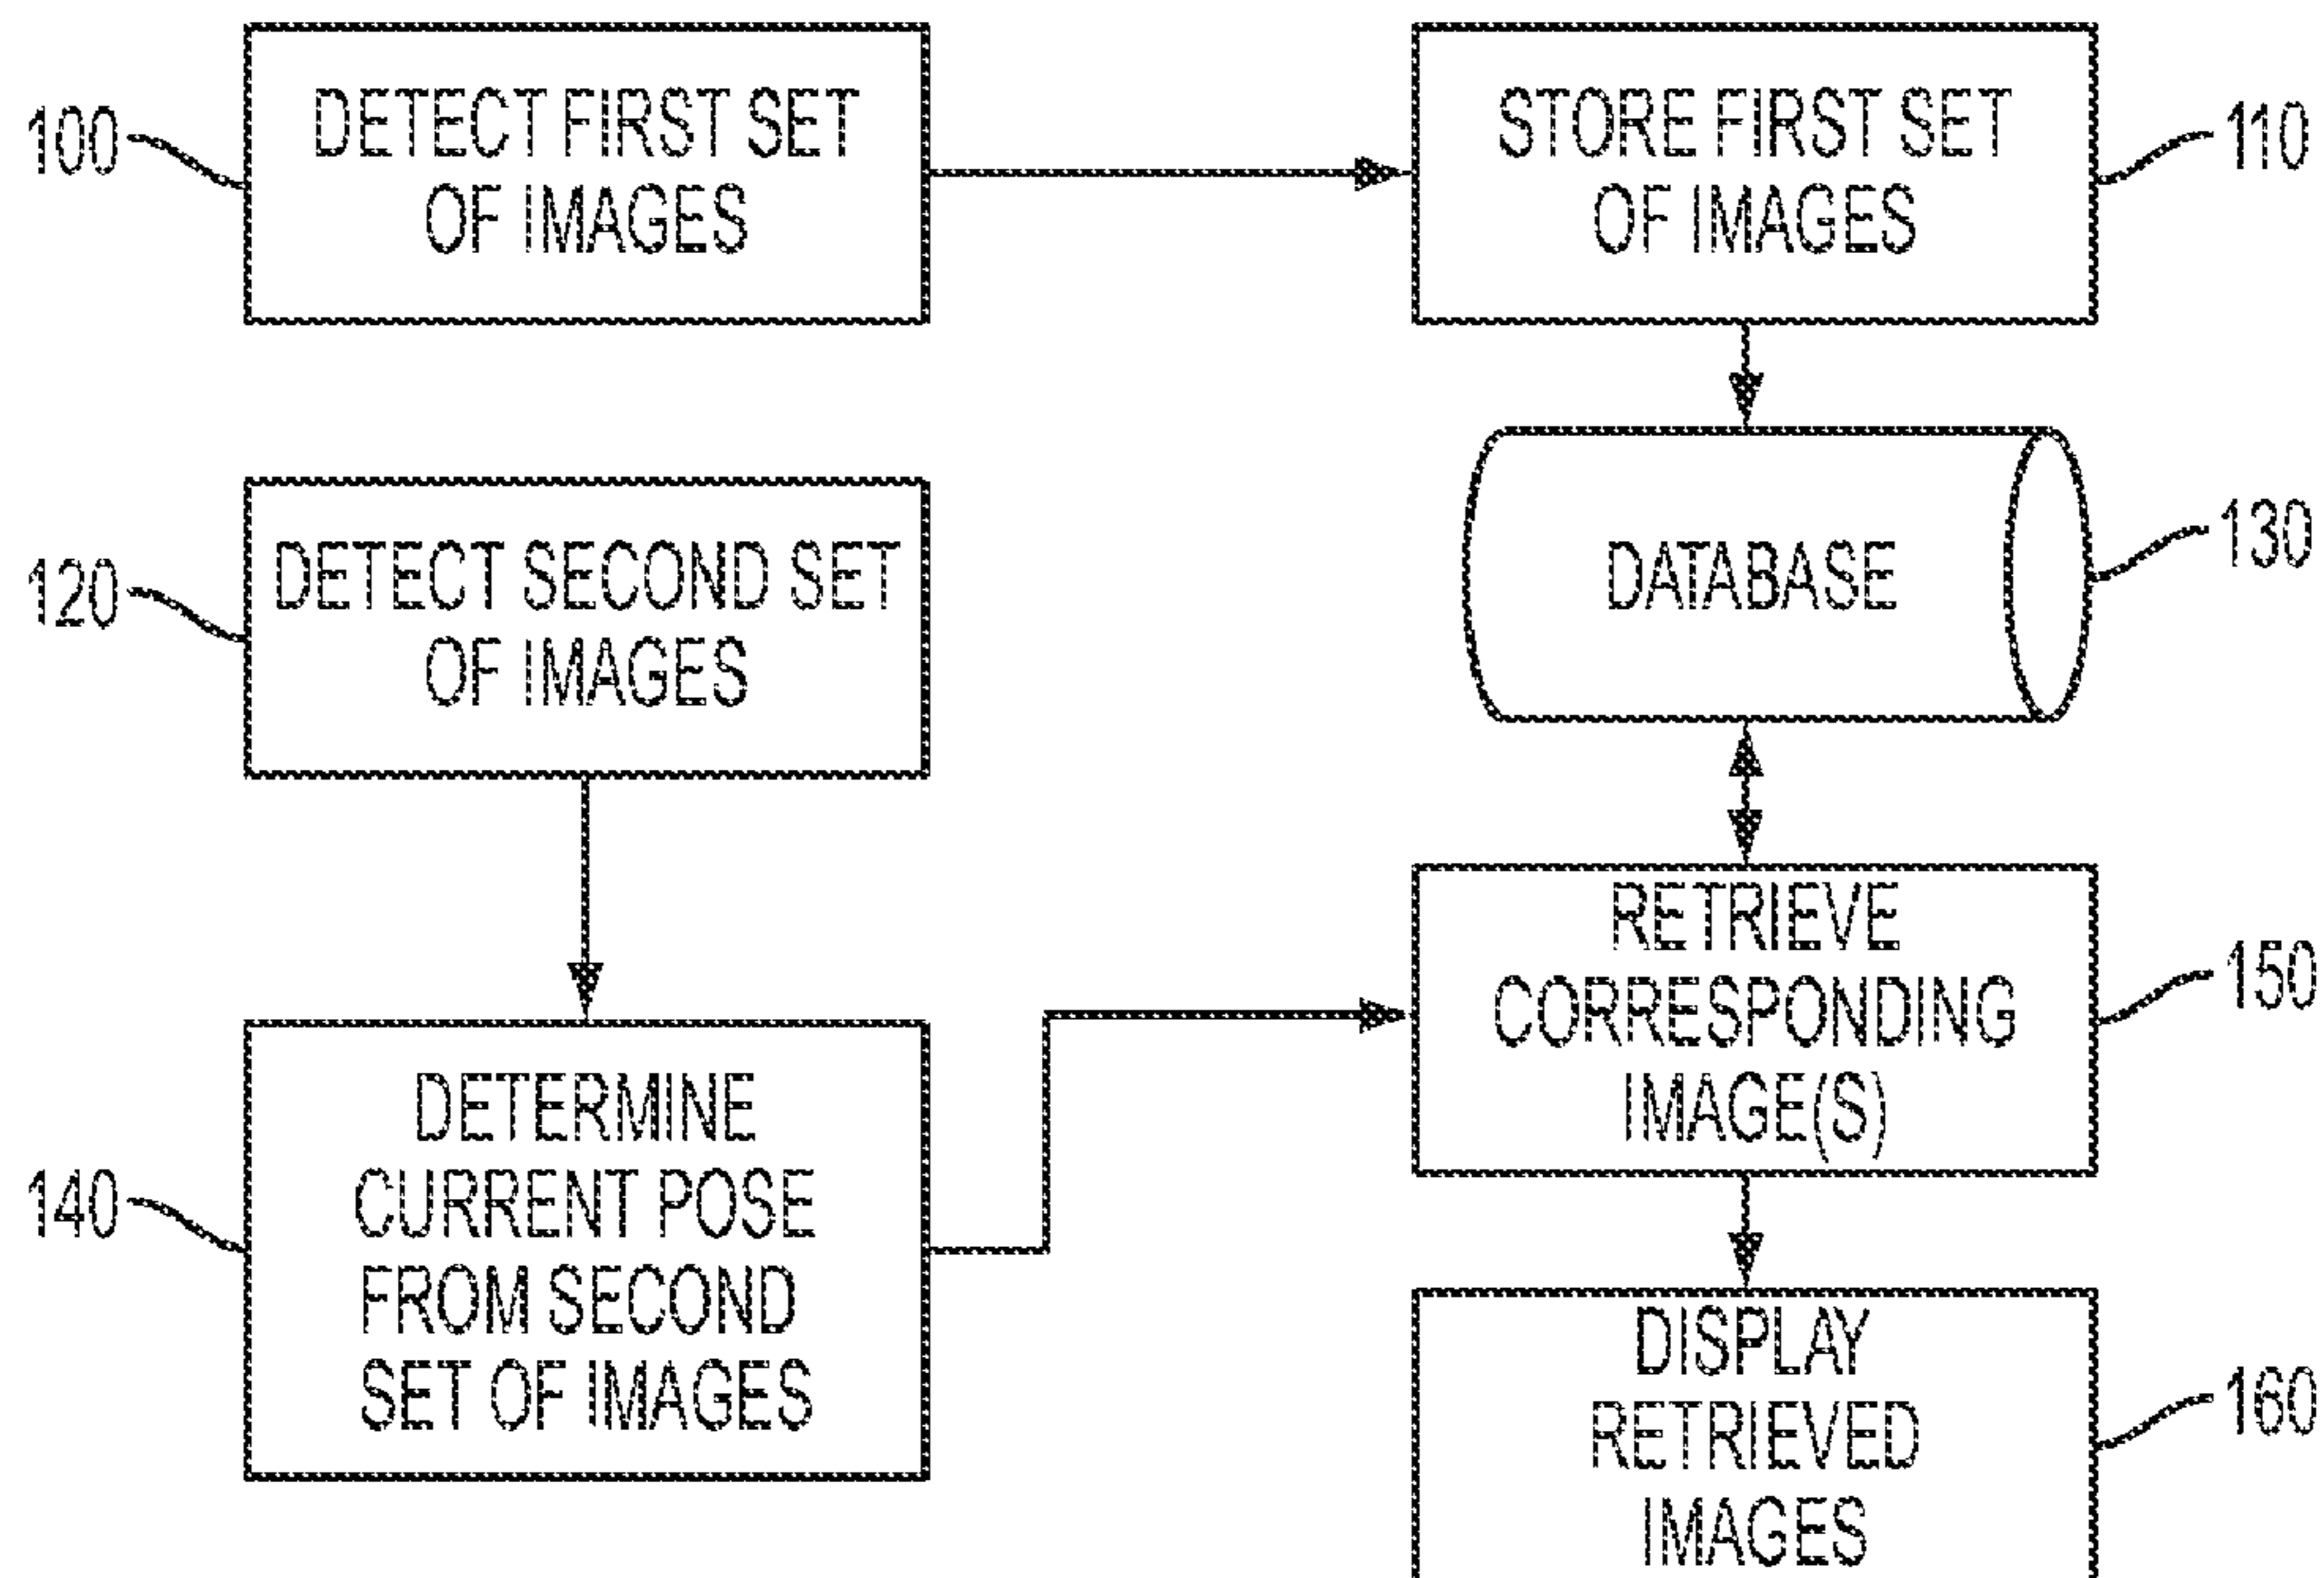 100
DETECT FIRST SET
OF IMAGES
STORE FIRST SET
OF IMAGES
110
120
DETECT SECOND SET
OF IMAGES
DATABASE
130
140
DETERMINE
CURRENT POSE
FROM SECOND
SET OF IMAGES
RETRIEVE
CORRESPONDING
IMAGE(S)
150
DISPLAY
RETRIEVED
IMAGES
160